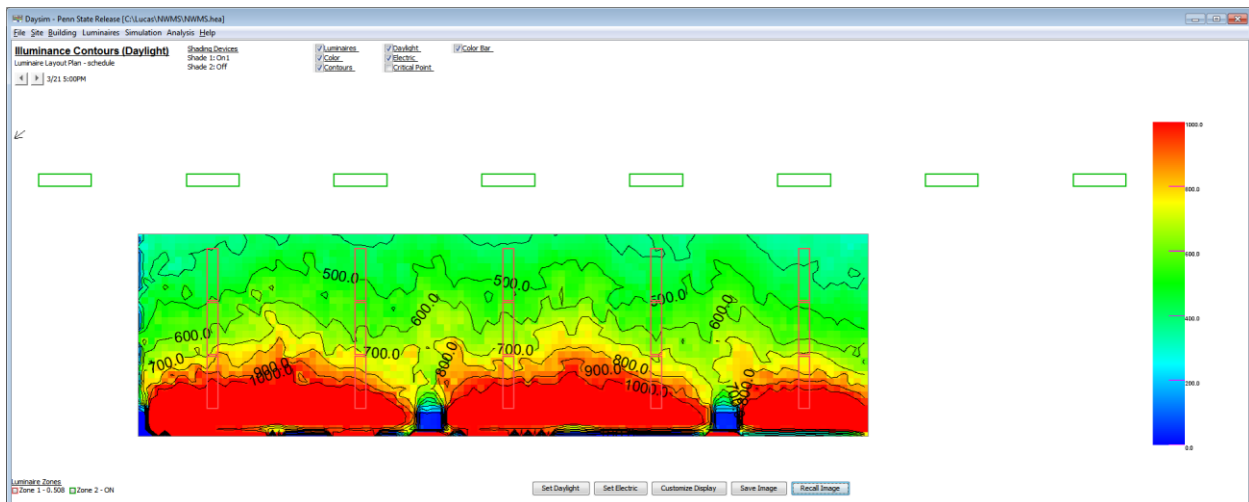 Daysim - Penn State Release [C:\Lucas\NWMS\NWMS.hea]
File Site Building Luminaires Simulation Analysis Help
Illuminance Contours (Daylight)
Luminaire Layout Plan - schedule
3/21 5:00PM
Shading Devices
Shade 1: On1
Shade 2: Off
Luminaires Daylight Color Bar
Color Electric
Contours Critical Point
1000.0
800.0
600.0
400.0
200.0
0.0
500.0 500.0 500.0
600.0 600.0 600.0
700.0 700.0 800.0 700.0 800.0 700.0 800.0
900.0 1000.0 900.0 1000.0
Luminaire Zones
Zone 1 - 0.508 Zone 2 - ON
Set Daylight Set Electric Customize Display Save Image Recall Image